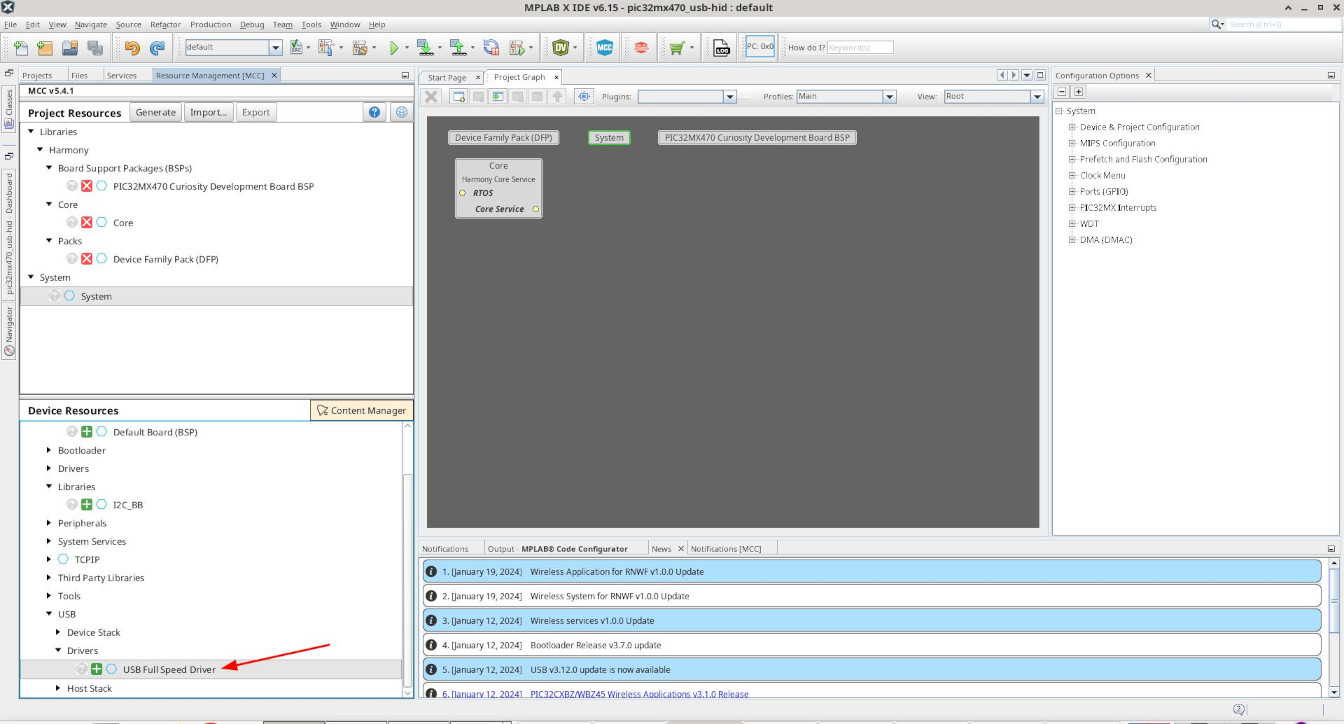 MPLAB X IDE v6.15 - pic32mx470_usb-hid : default
File Edit View Navigate Source Refactor Production Debug Team Tools Window Help
Search (Ctrl+I)
default
DV
MCC
LOG
PC: 0x0
How do I? Keyword(s)
Projects
Files
Services
Resource Management [MCC]
MCC v5.4.1
Project Resources
Generate
Import...
Export
Libraries
Harmony
Board Support Packages (BSPs)
PIC32MX470 Curiosity Development Board BSP
Core
Core
Packs
Device Family Pack (DFP)
System
System
Classes
pic32mx470_usb-hid - Dashboard
Navigator
Device Resources
Content Manager
Default Board (BSP)
Bootloader
Drivers
Libraries
I2C_BB
Peripherals
System Services
TCPIP
Third Party Libraries
Tools
USB
Device Stack
Drivers
USB Full Speed Driver
Host Stack
Start Page
Project Graph
Plugins:
Profiles: Main
View: Root
Device Family Pack (DFP)
System
PIC32MX470 Curiosity Development Board BSP
Core
Harmony Core Service
RTOS
Core Service
Configuration Options
System
Device & Project Configuration
MIPS Configuration
Prefetch and Flash Configuration
Clock Menu
Ports (GPIO)
PIC32MX Interrupts
WDT
DMA (DMAC)
Notifications
Output - MPLAB® Code Configurator
News
Notifications [MCC]
1. [January 19, 2024] Wireless Application for RNWF v1.0.0 Update
2. [January 19, 2024] Wireless System for RNWF v1.0.0 Update
3. [January 12, 2024] Wireless services v1.0.0 Update
4. [January 12, 2024] Bootloader Release v3.7.0 update
5. [January 12, 2024] USB v3.12.0 update is now available
6. [January 12, 2024] PIC32CXBZ/WBZ45 Wireless Applications v3.1.0 Release